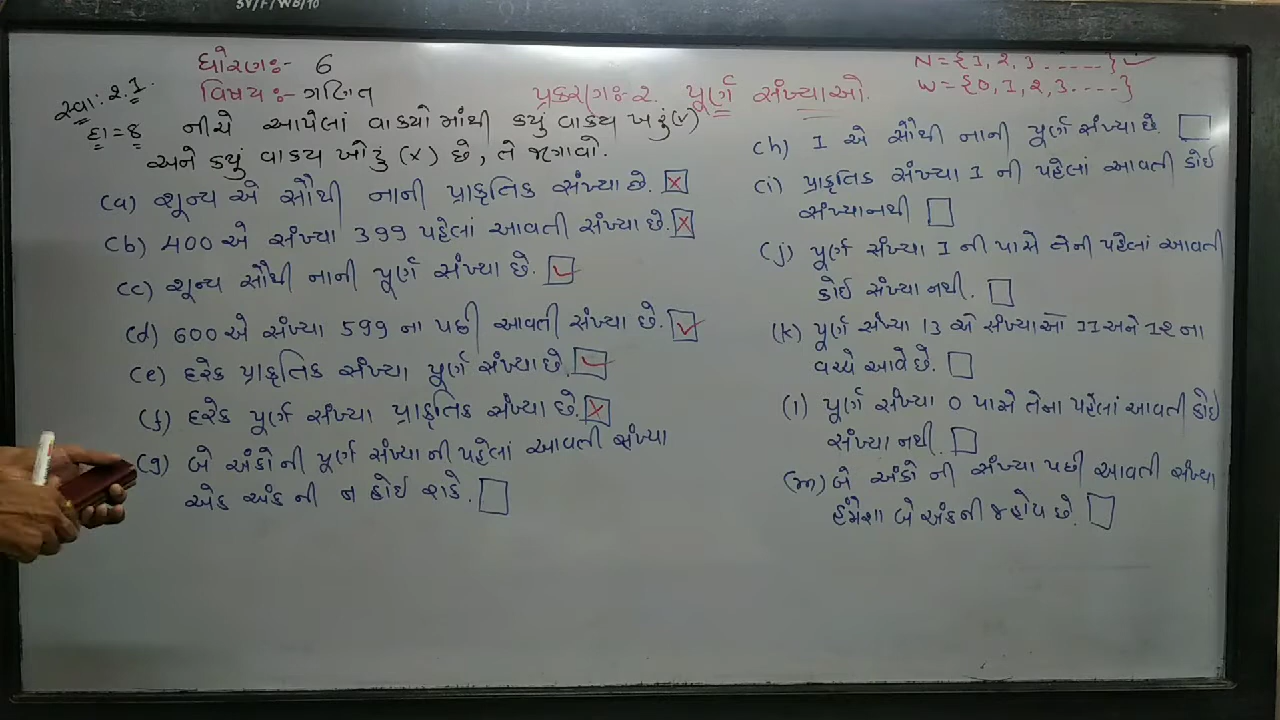 ધોરણઃ- 6
વિષયઃ- ગણિત
પ્રકરણઃ-૨. પૂર્ણ સંખ્યાઓ.
N = {1, 2, 3 ......}
W = {0, 1, 2, 3 ....}
સ્વા: 2.1.
દા=8 નીચે આપેલાં વાક્યો માંથી કયું વાક્ય ખરું(✓)
અને કયું વાક્ય ખોટું (x) છે, તે જણાવો.
(a) શૂન્ય એ સૌથી નાની પ્રાકૃતિક સંખ્યા છે. x
(b) 400 એ સંખ્યા 399 પહેલાં આવતી સંખ્યા છે. x
(c) શૂન્ય સૌથી નાની પૂર્ણ સંખ્યા છે. ✓
(d) 600 એ સંખ્યા 599 ના પછી આવતી સંખ્યા છે. ✓
(e) દરેક પ્રાકૃતિક સંખ્યા પૂર્ણ સંખ્યા છે. ✓
(f) દરેક પૂર્ણ સંખ્યા પ્રાકૃતિક સંખ્યા છે. x
(g) બે અંકોની પૂર્ણ સંખ્યાની પહેલાં આવતી સંખ્યા
એક અંક ની ન હોઈ શકે.
(h) 1 એ સૌથી નાની પૂર્ણ સંખ્યા છે.
(i) પ્રાકૃતિક સંખ્યા 1 ની પહેલાં આવતી કોઈ
સંખ્યા નથી
(j) પૂર્ણ સંખ્યા 1 ની પાસે તેની પહેલાં આવતી
કોઈ સંખ્યા નથી.
(k) પૂર્ણ સંખ્યા 13 એ સંખ્યાઓ 11 અને 12 ના
વચ્ચે આવે છે.
(l) પૂર્ણ સંખ્યા 0 પાસે તેના પહેલાં આવતી કોઈ
સંખ્યા નથી.
(m) બે અંકો ની સંખ્યા પછી આવતી સંખ્યા
હંમેશા બે અંકની જ હોય છે.